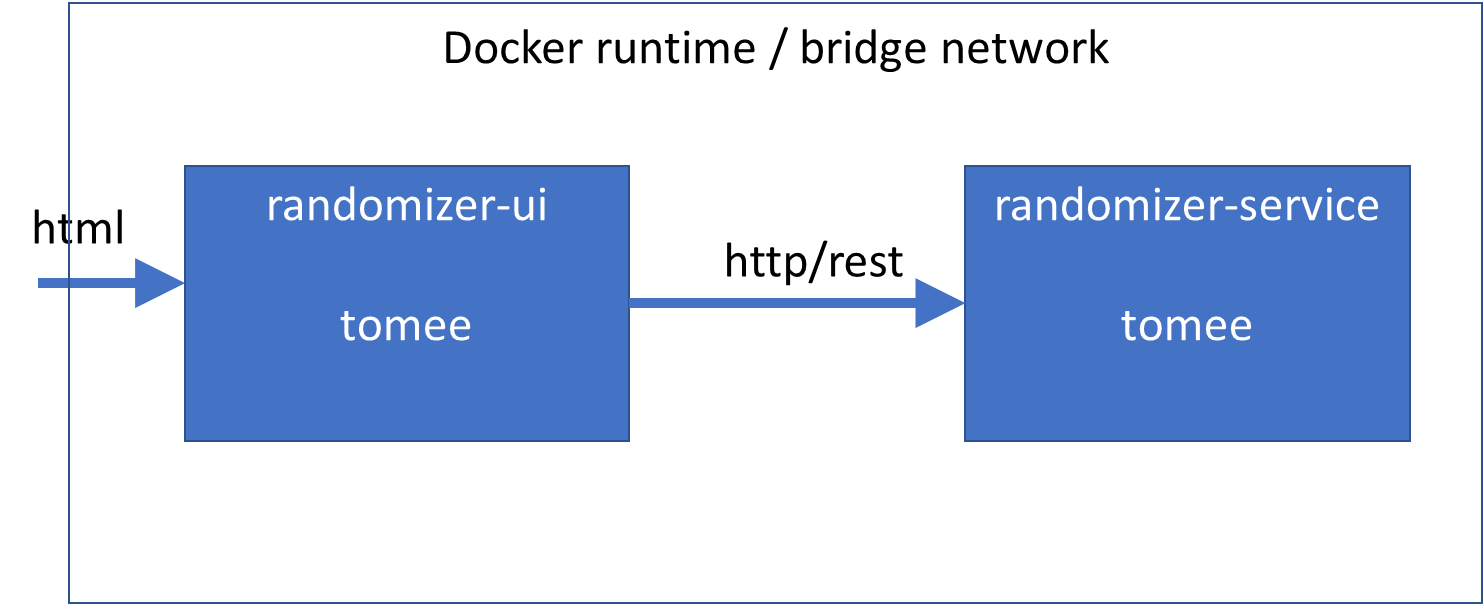 Docker runtime / bridge network
html
randomizer-ui
tomee
http/rest
randomizer-service
tomee